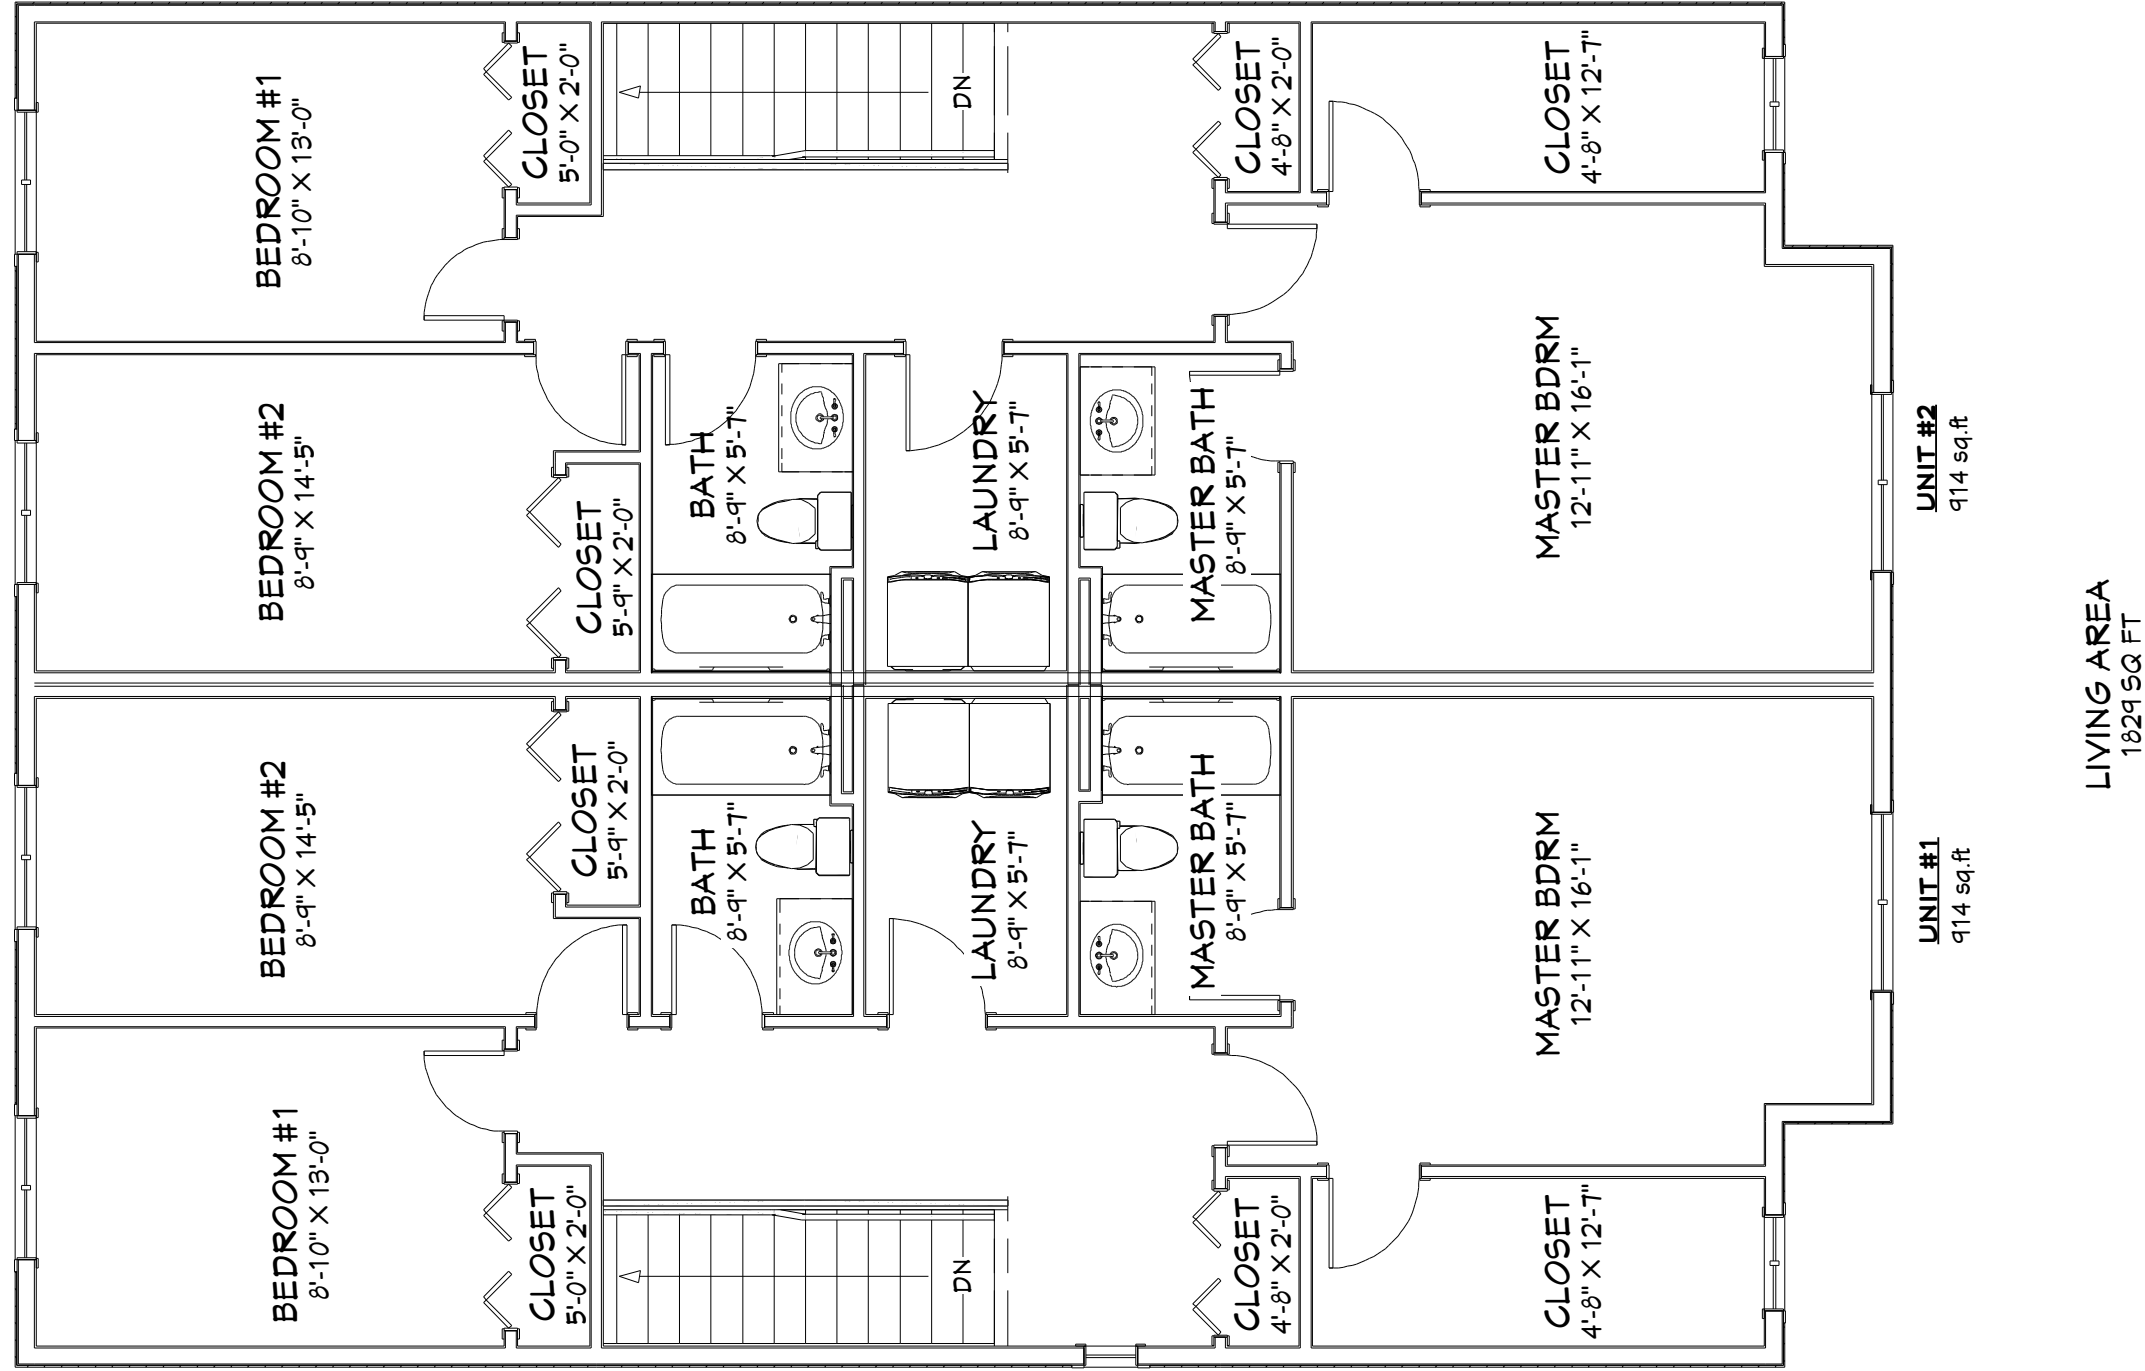 BEDROOM #1
8'-10" X 13'-0"
BEDROOM #2
8'-9" X 14'-5"
BEDROOM #2
8'-9" X 14'-5"
BEDROOM #1
8'-10" X 13'-0"
CLOSET
5'-0" X 2'-0"
CLOSET
5'-9" X 2'-0"
CLOSET
5'-9" X 2'-0"
CLOSET
5'-0" X 2'-0"
BATH
8'-9" X 5'-7"
BATH
8'-9" X 5'-7"
DN
LAUNDRY
8'-9" X 5'-7"
LAUNDRY
8'-9" X 5'-7"
DN
CLOSET
4'-8" X 2'-0"
MASTER BATH
8'-9" X 5'-7"
MASTER BATH
8'-9" X 5'-7"
CLOSET
4'-8" X 2'-0"
CLOSET
4'-8" X 12'-7"
MASTER BDRM
12'-11" X 16'-1"
MASTER BDRM
12'-11" X 16'-1"
CLOSET
4'-8" X 12'-7"
UNIT #1
914 sq.ft
UNIT #2
914 sq.ft
LIVING AREA
1829 SQ FT